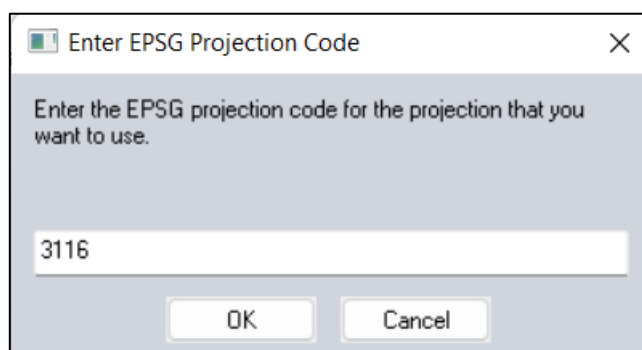 Enter EPSG Projection Code
Enter the EPSG projection code for the projection that you
want to use.
3116
OK Cancel